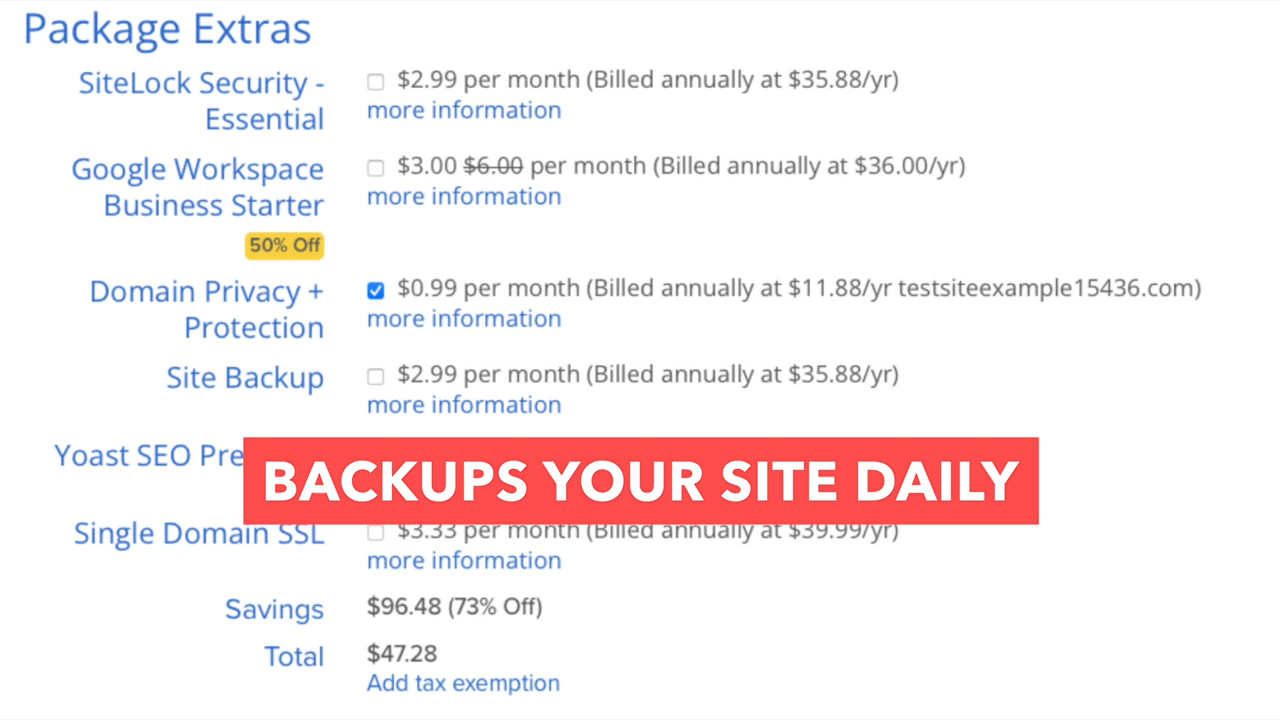 Package Extras
SiteLock Security - Essential
$2.99 per month (Billed annually at $35.88/yr)
more information
Google Workspace Business Starter
50% Off
$3.00 $6.00 per month (Billed annually at $36.00/yr)
more information
Domain Privacy + Protection
$0.99 per month (Billed annually at $11.88/yr testsiteexample15436.com)
more information
Site Backup
$2.99 per month (Billed annually at $35.88/yr)
more information
Yoast SEO
BACKUPS YOUR SITE DAILY
Single Domain SSL
$3.33 per month (Billed annually at $39.99/yr)
more information
Savings
$96.48 (73% Off)
Total
$47.28
Add tax exemption